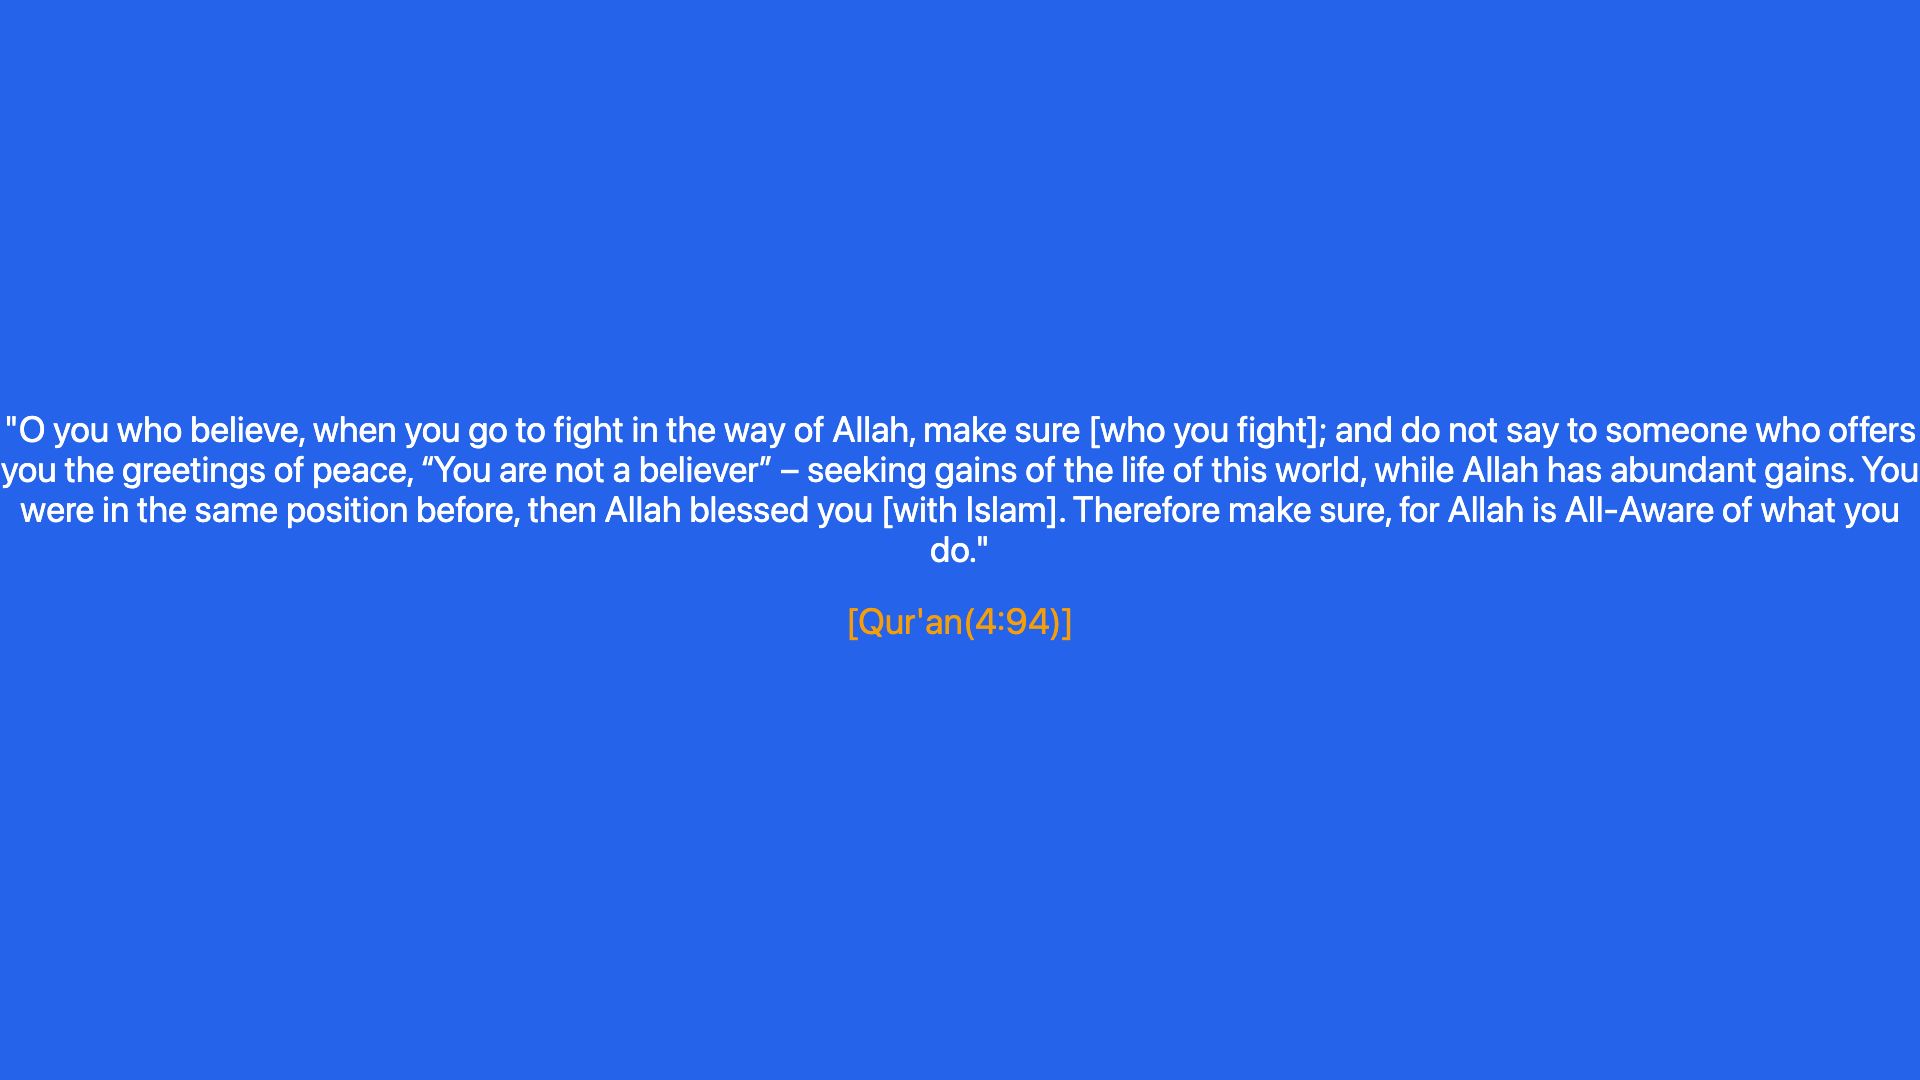 "O you who believe, when you go to fight in the way of Allah, make sure [who you fight]; and do not say to someone who offers
you the greetings of peace, “You are not a believer” – seeking gains of the life of this world, while Allah has abundant gains. You
were in the same position before, then Allah blessed you [with Islam]. Therefore make sure, for Allah is All-Aware of what you
do."
[Qur'an(4:94)]